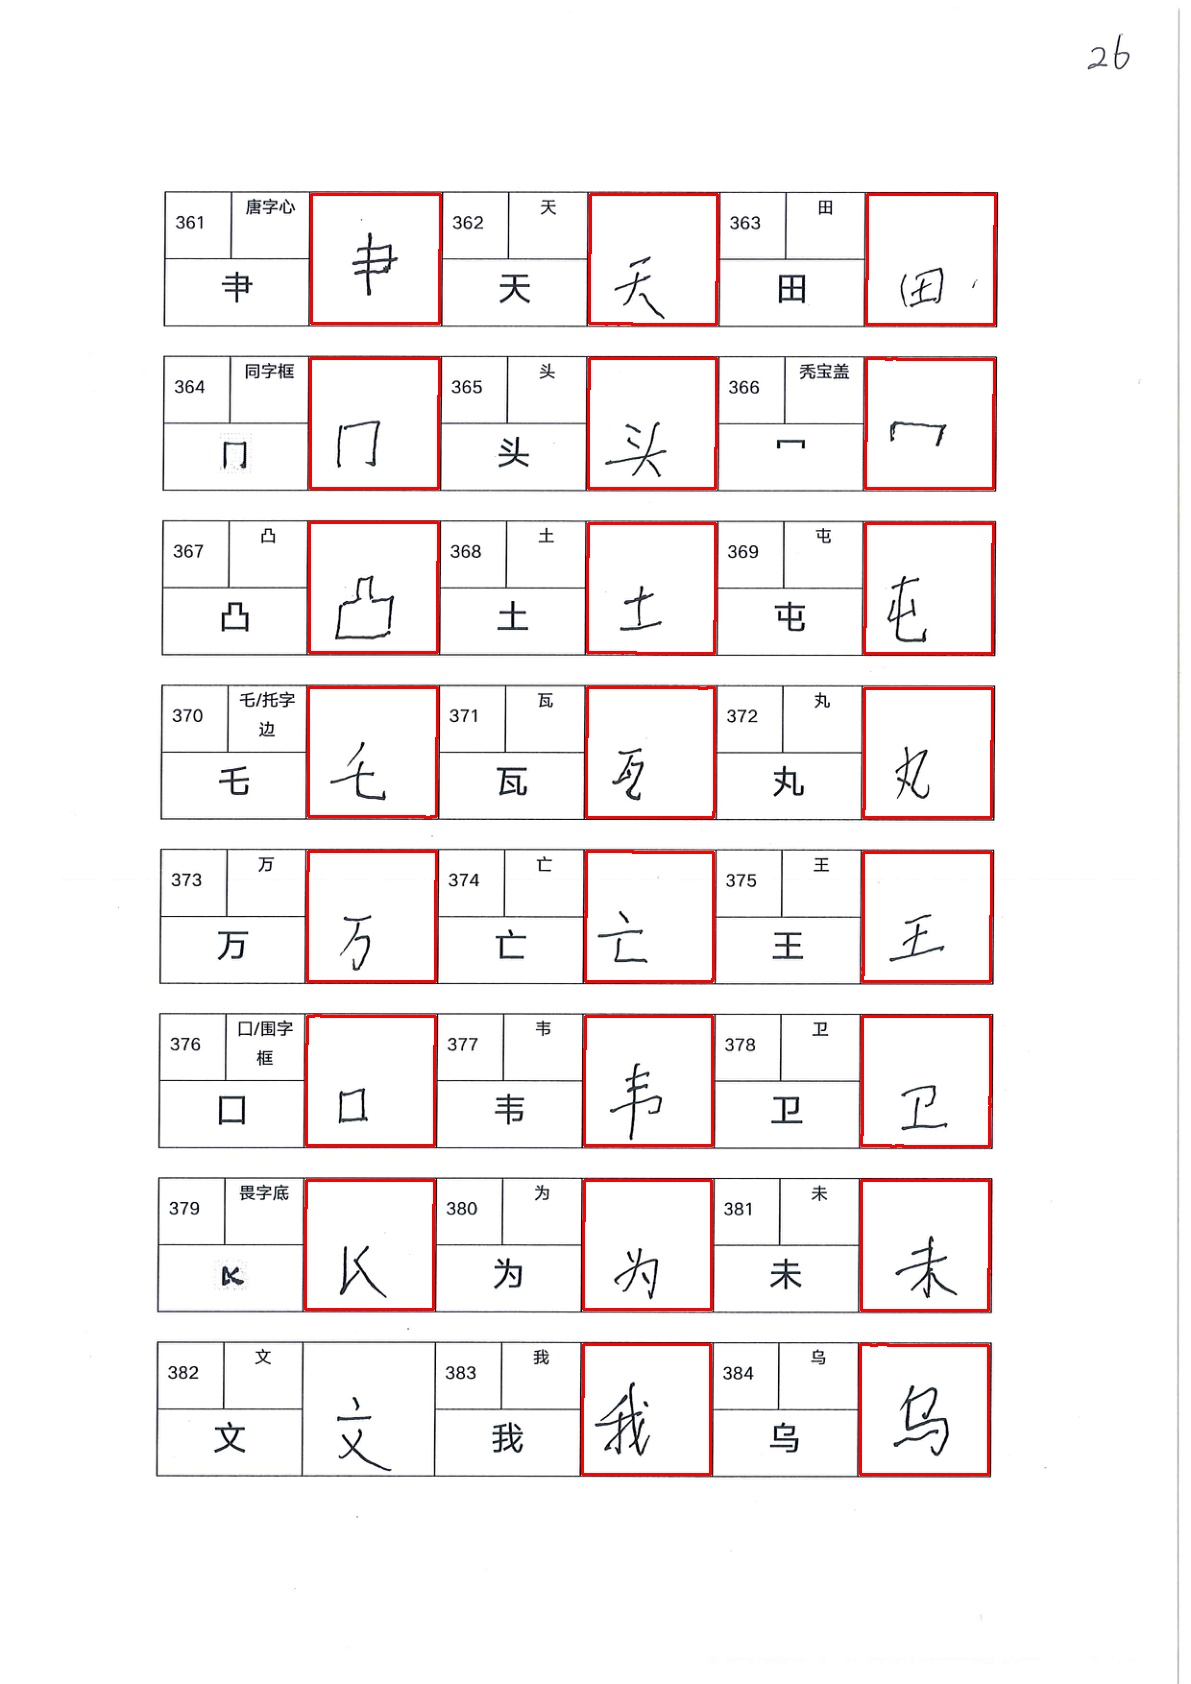 26
361 唐字心 肀 肀 362 天 天 天 363 田 田 田
364 同字框 冂 冂 365 头 头 头 366 秃宝盖 冖 冖
367 凸 凸 凸 368 土 土 土 369 屯 屯 屯
370 乇/托字边 乇 乇 371 瓦 瓦 瓦 372 丸 丸 丸
373 万 万 万 374 亡 亡 亡 375 王 王 王
376 囗/围字框 囗 囗 377 韦 韦 韦 378 卫 卫 卫
379 畏字底 380 为 为 为 381 未 未 未
382 文 文 文 383 我 我 我 384 乌 乌 乌